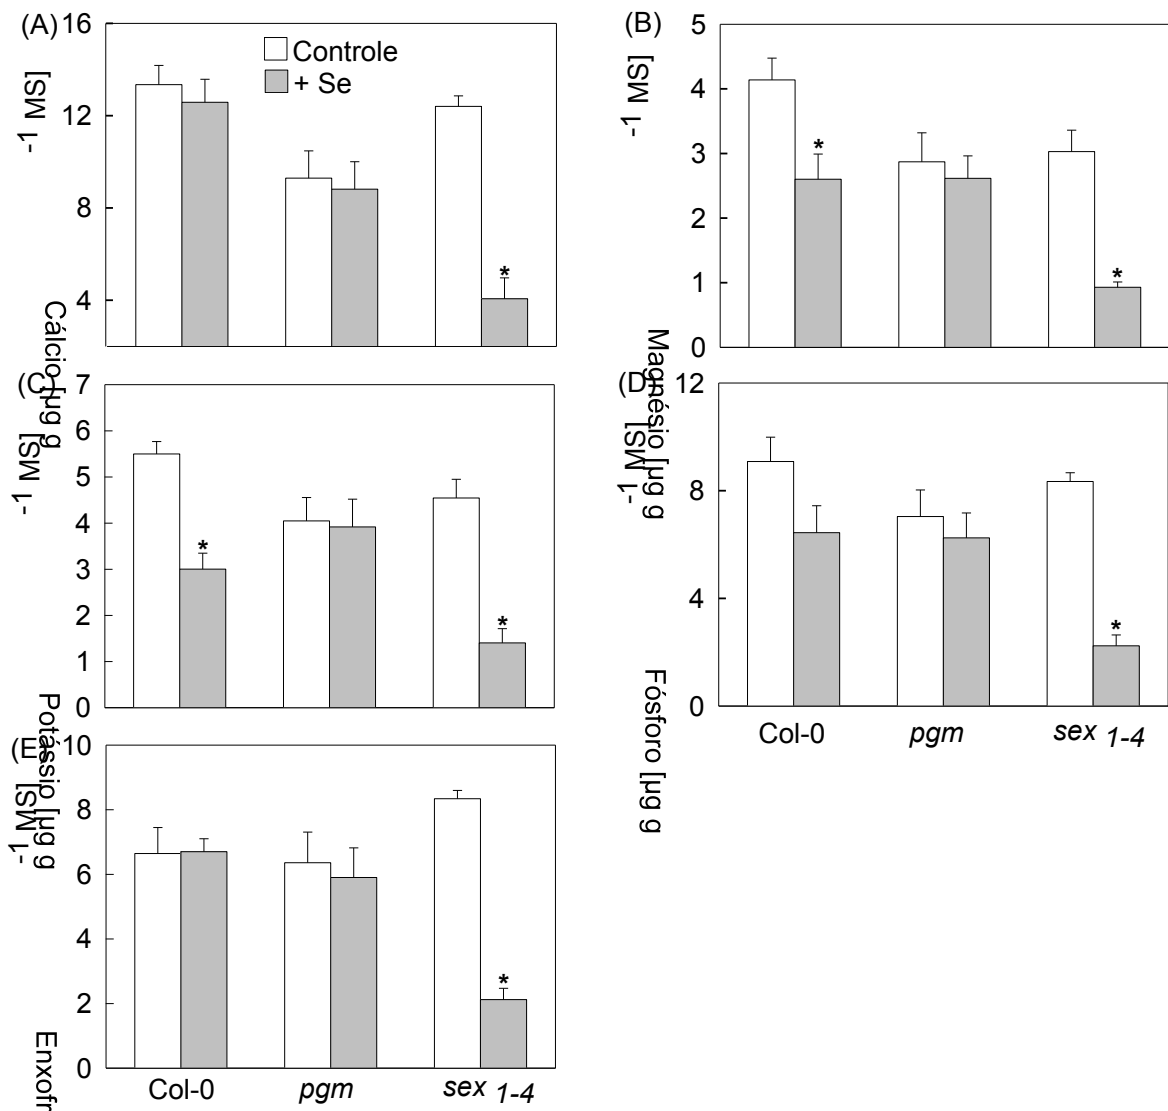 (A)
16
12
8
4
Cálcio [µg g
-1 MS]
Controle
+ Se
*
(B)
5
4
3
2
1
0
Magnésio [µg g
-1 MS]
*
*
(C)
7
6
5
4
3
2
1
0
Potássio [µg g
-1 MS]
*
*
(D)
12
8
4
0
Fósforo [µg g
-1 MS]
*
Col-0 pgm sex 1-4
(E)
10
8
6
4
2
0
Enxofr
-1 MS]
*
Col-0 pgm sex 1-4